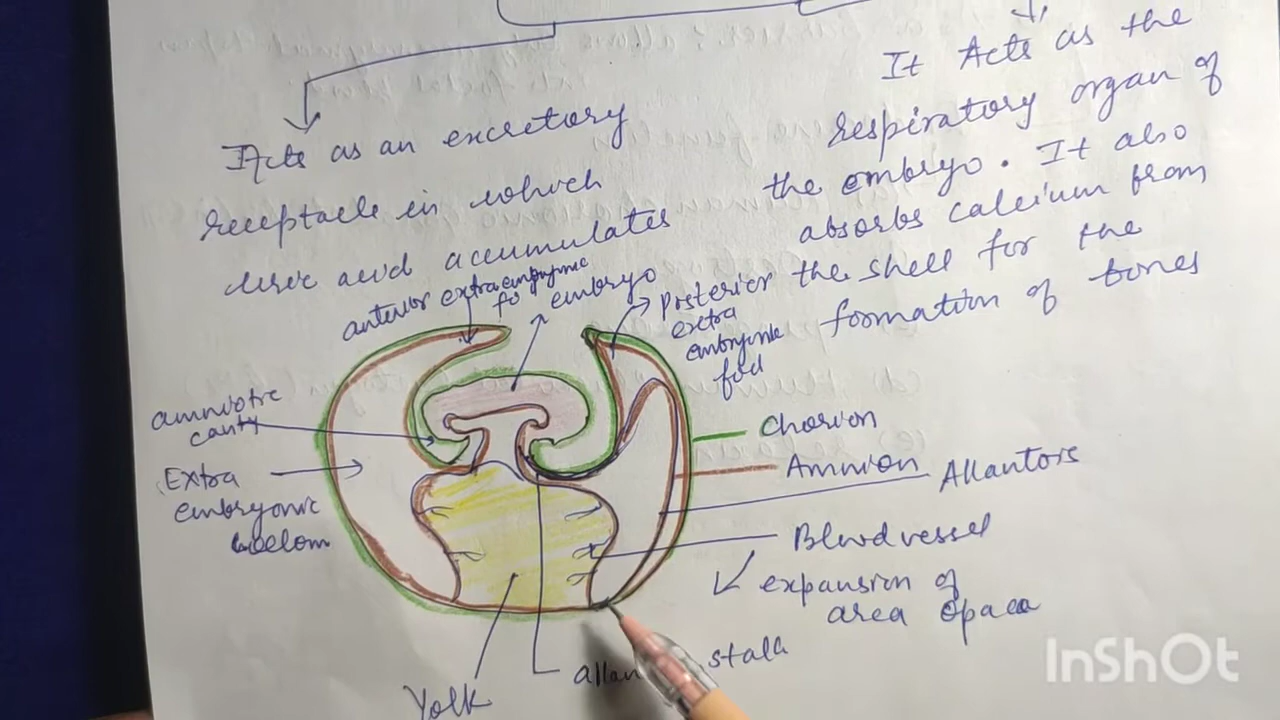 Acts as an excretory
receptacle in which
uric acid accumulates
It Acts as the
respiratory organ of
the embryo. It also
absorbs calcium from
the shell for the
formation of bones
anterior extraembryonic
fo
embryo
Posterior
extra
embryonic
fold
amniotic
cavity
Extra
embryonic
coelom
Chorion
Amnion
Allantois
Blood vessel
expansion of
area opaca
Yolk
allan
stalk
InShOt